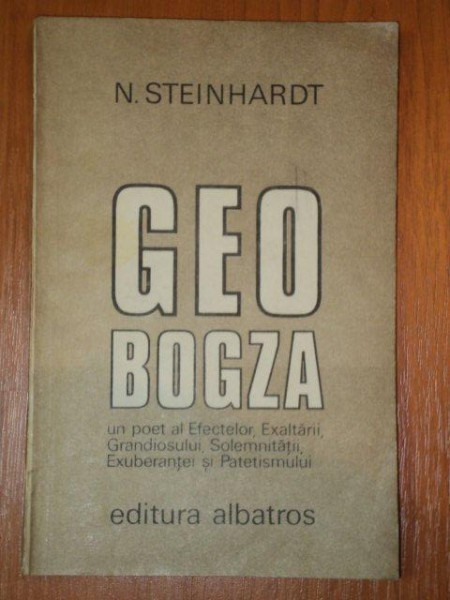 N. STEINHARDT
GEO
BOGZA
un poet al Efectelor, Exaltării,
Grandiosului, Solemnității,
Exuberanței și Patetismului
editura albatros